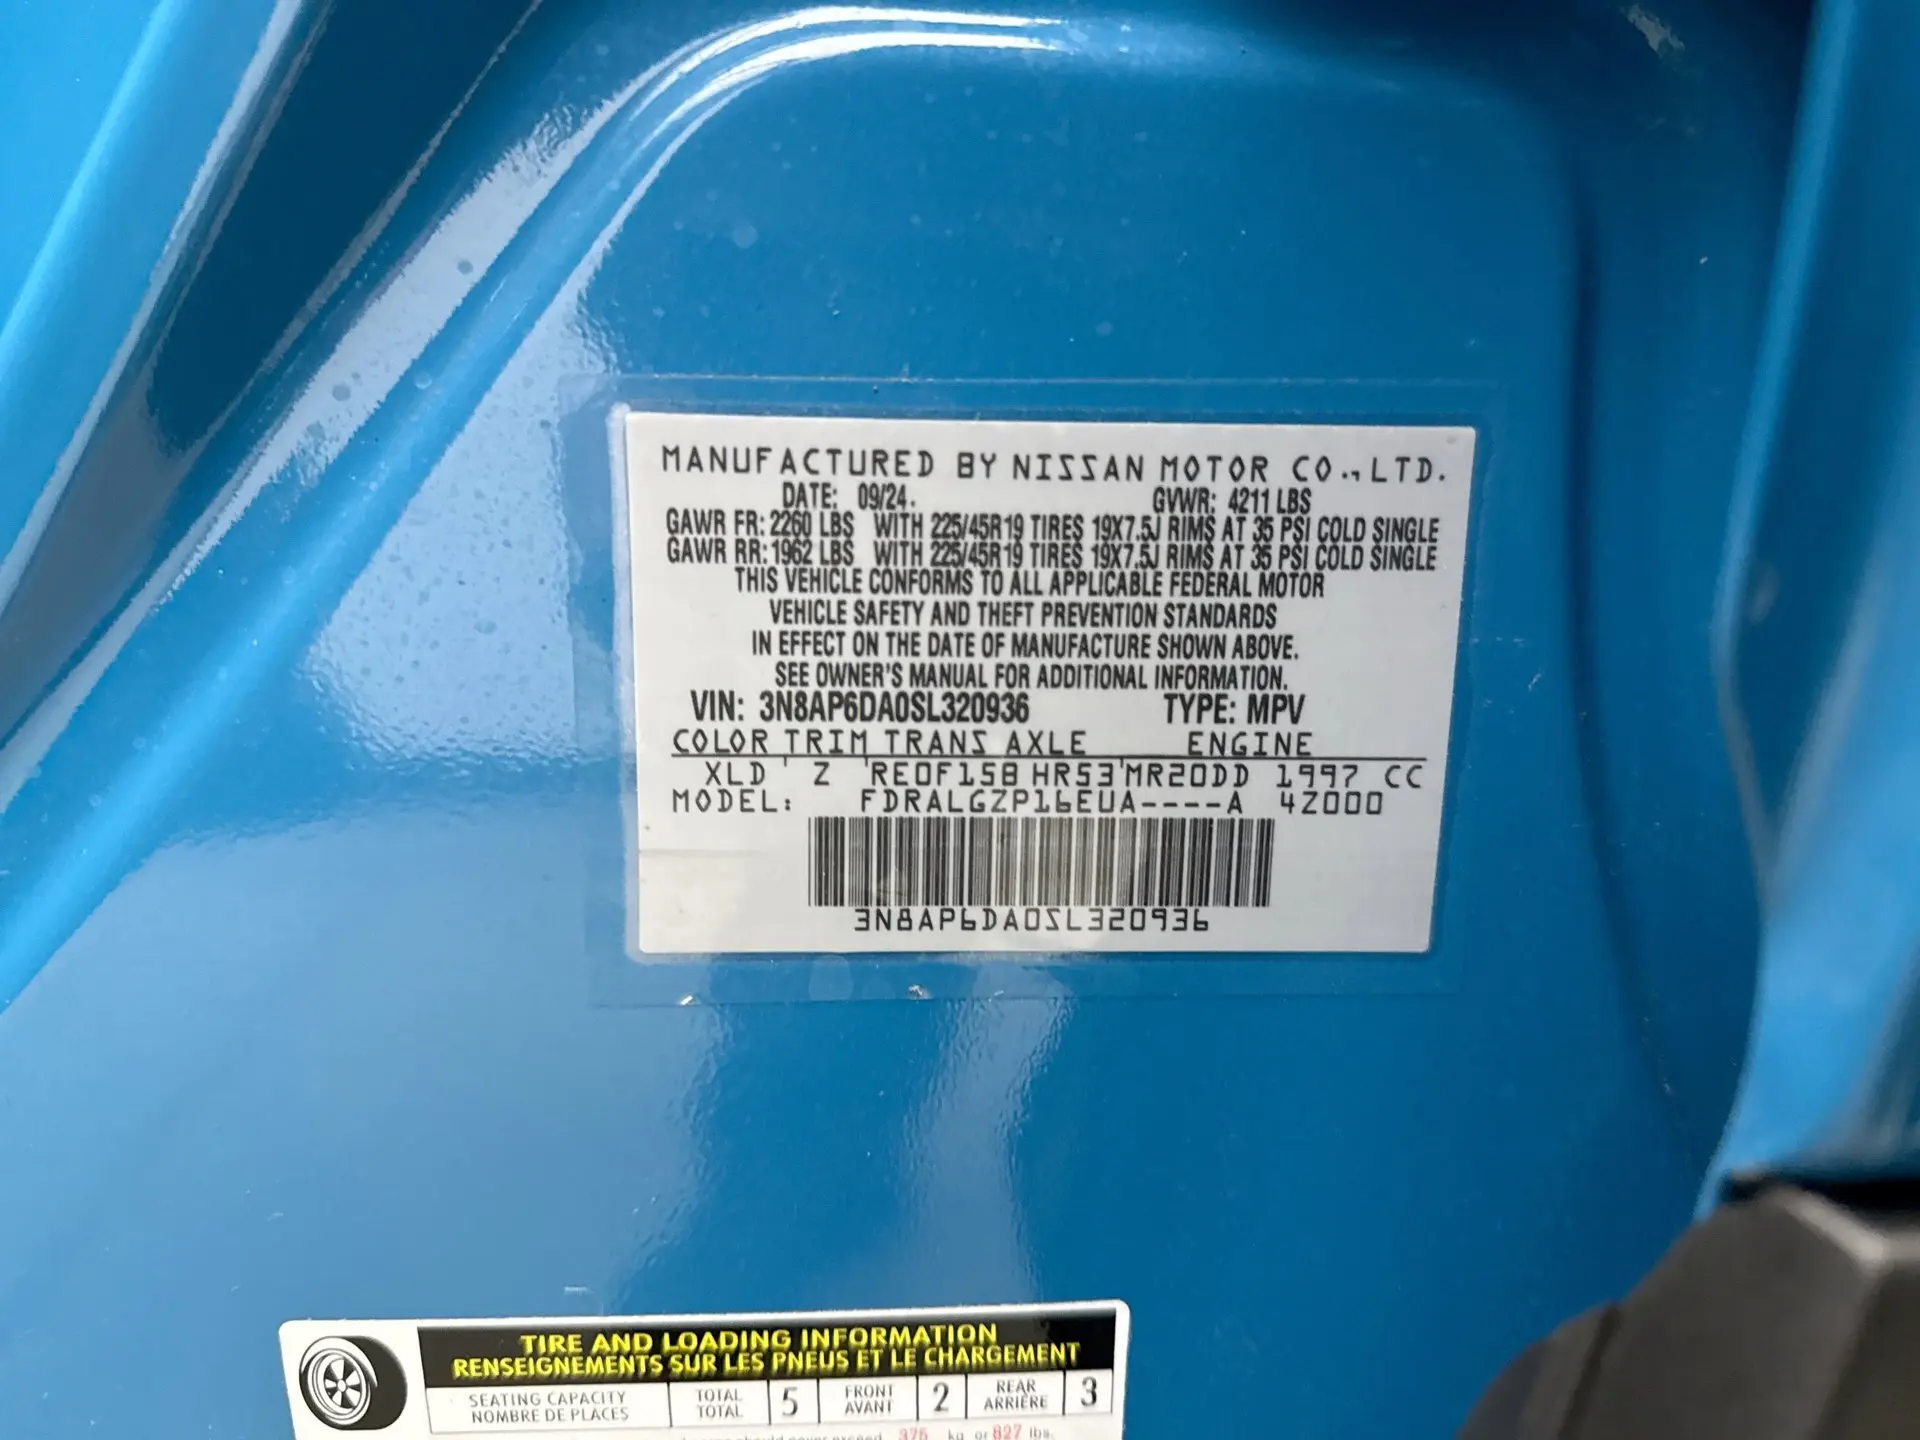 MANUFACTURED BY NISSAN MOTOR CO., LTD.
DATE: 09/24. GVWR: 4211 LBS
GAWR FR: 2260 LBS WITH 225/45R19 TIRES 19X7.5J RIMS AT 35 PSI COLD SINGLE
GAWR RR: 1962 LBS WITH 225/45R19 TIRES 19X7.5J RIMS AT 35 PSI COLD SINGLE
THIS VEHICLE CONFORMS TO ALL APPLICABLE FEDERAL MOTOR
VEHICLE SAFETY AND THEFT PREVENTION STANDARDS
IN EFFECT ON THE DATE OF MANUFACTURE SHOWN ABOVE.
SEE OWNER'S MANUAL FOR ADDITIONAL INFORMATION.
VIN: 3N8AP6DA0SL320936 TYPE: MPV
COLOR TRIM TRANS AXLE ENGINE
XLD Z RE0F15B HR53 MR20DD 1997 CC
MODEL: FDRALGZP16EUA----A 4Z000
3N8AP6DA0SL320936
TIRE AND LOADING INFORMATION
RENSEIGNEMENTS SUR LES PNEUS ET LE CHARGEMENT
SEATING CAPACITY TOTAL 5 FRONT 2 REAR 3
NOMBRE DE PLACES TOTAL AVANT ARRIÈRE
375 kg or 827 lbs.